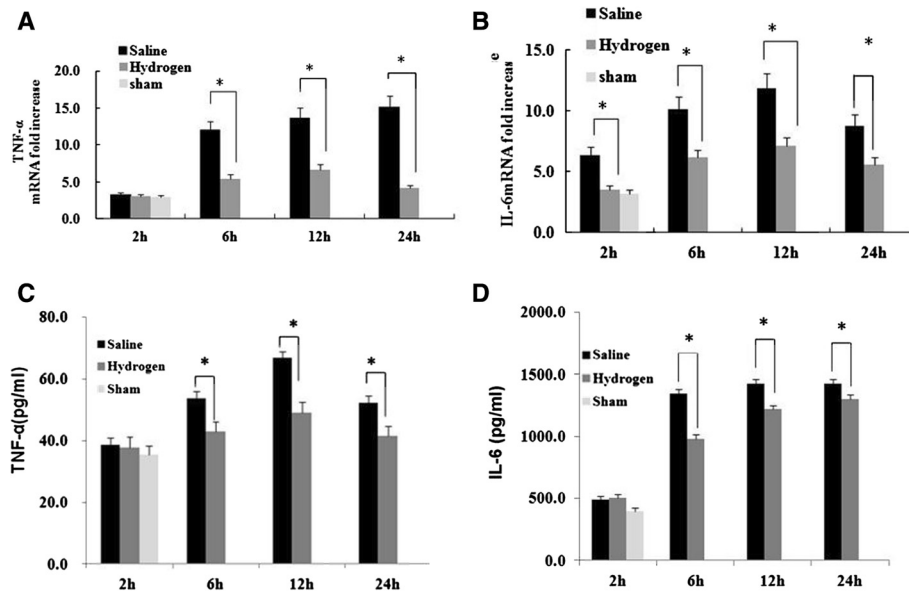 A
Saline
Hydrogen
sham
TNF-α
mRNA fold increase
20.0
15.0
10.0
5.0
0.0
* * *
2h 6h 12h 24h
B
Saline
Hydrogen
sham
IL-6mRNA fold increas
15.0
10.0
5.0
0.0
* * * *
2h 6h 12h 24h
C
Saline
Hydrogen
Sham
TNF-α(pg/ml)
80.0
60.0
40.0
20.0
0.0
* * *
2h 6h 12h 24h
D
Saline
Hydrogen
Sham
IL-6 (pg/ml)
2000.0
1500.0
1000.0
500.0
0.0
* * *
2h 6h 12h 24h